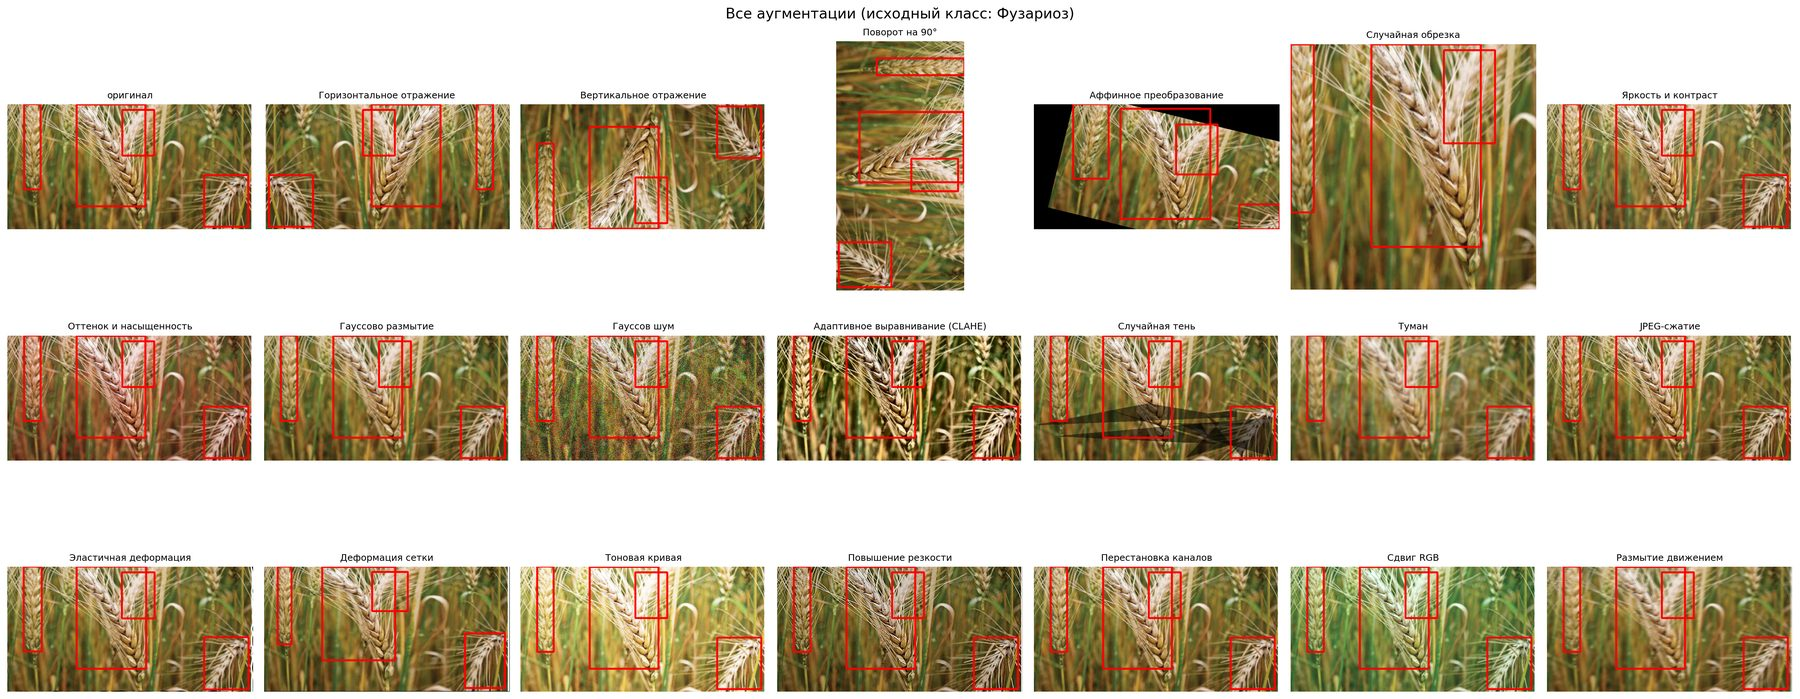 Все аугментации (исходный класс: Фузариоз)
оригинал
Горизонтальное отражение
Вертикальное отражение
Поворот на 90°
Аффинное преобразование
Случайная обрезка
Яркость и контраст
Оттенок и насыщенность
Гауссово размытие
Гауссов шум
Адаптивное выравнивание (CLAHE)
Случайная тень
Туман
JPEG-сжатие
Эластичная деформация
Деформация сетки
Тоновая кривая
Повышение резкости
Перестановка каналов
Сдвиг RGB
Размытие движением